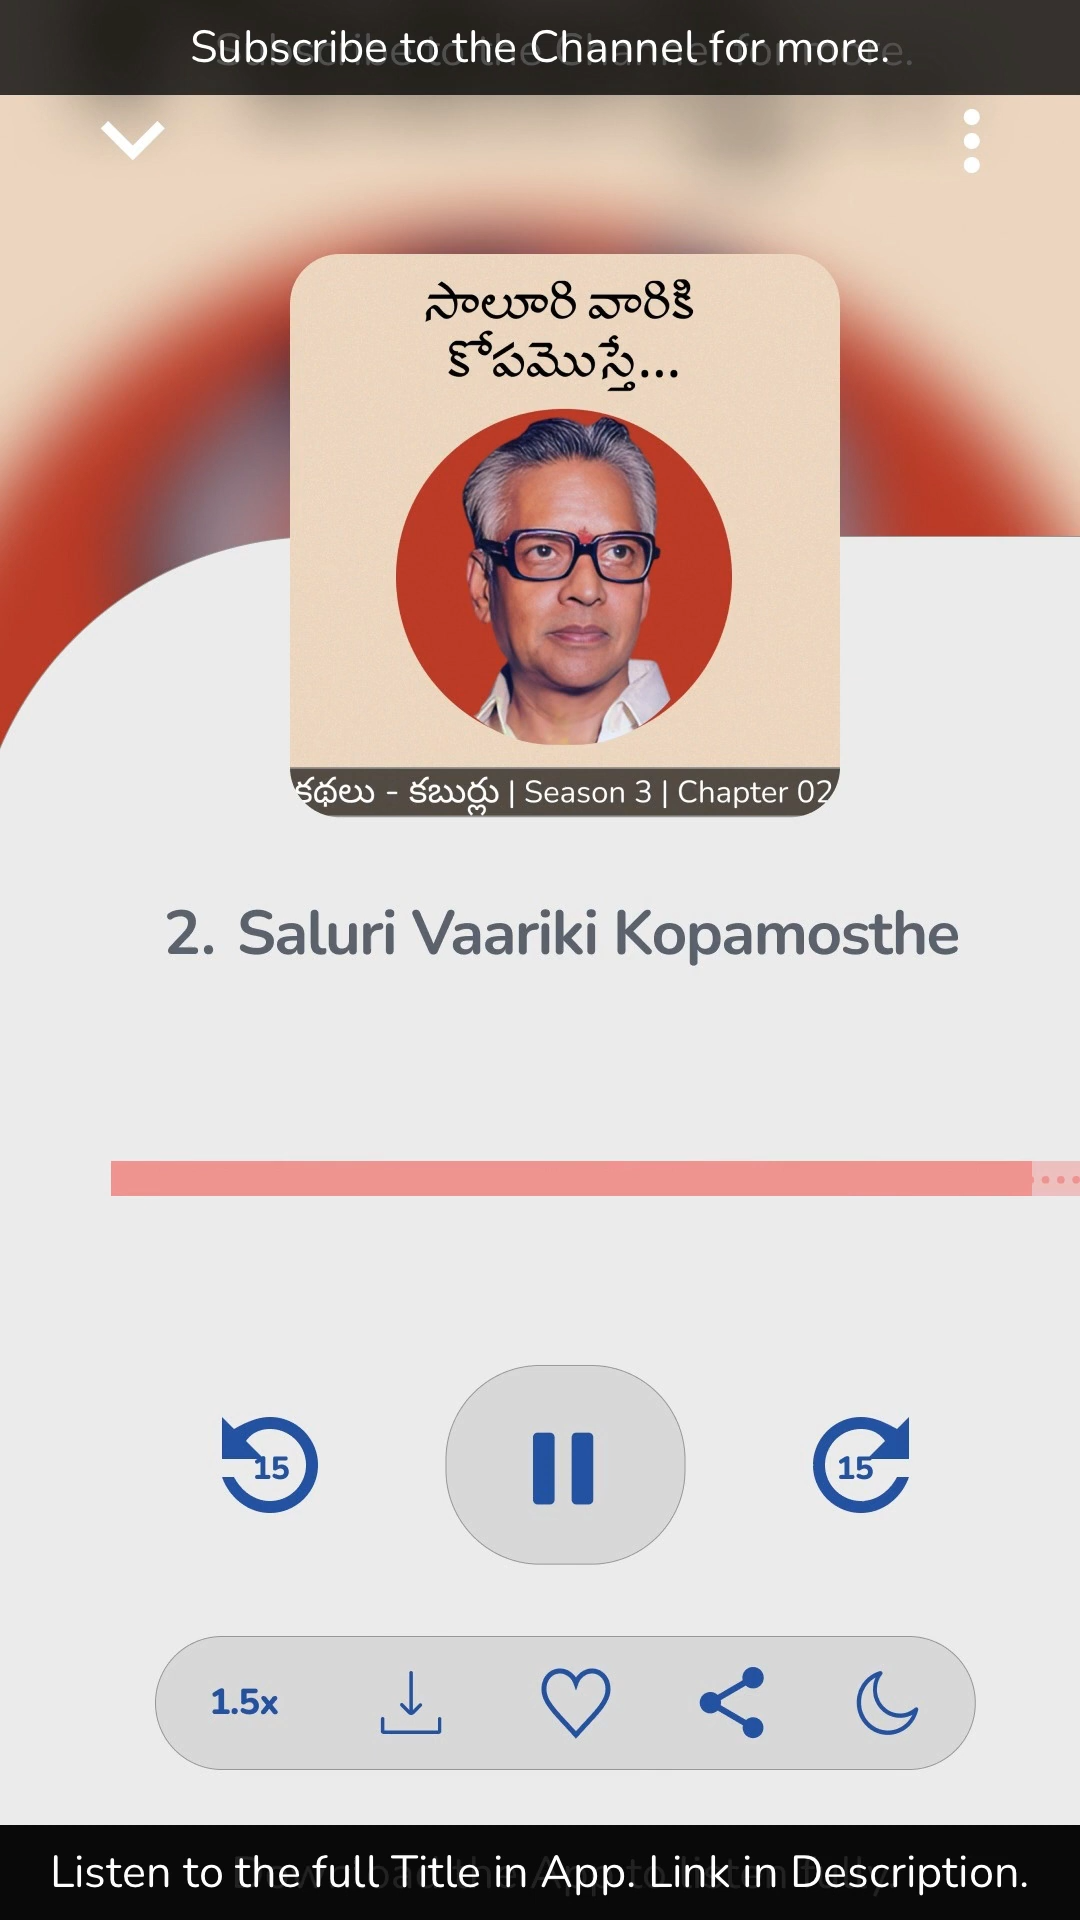 Subscribe to the Channel for more.
సాలూరి వారికి
కోపమొస్తే...
కథలు - కబుర్లు | Season 3 | Chapter 02
2. Saluri Vaariki Kopamosthe
15
15
1.5x
Listen to the full Title in App. Link in Description.